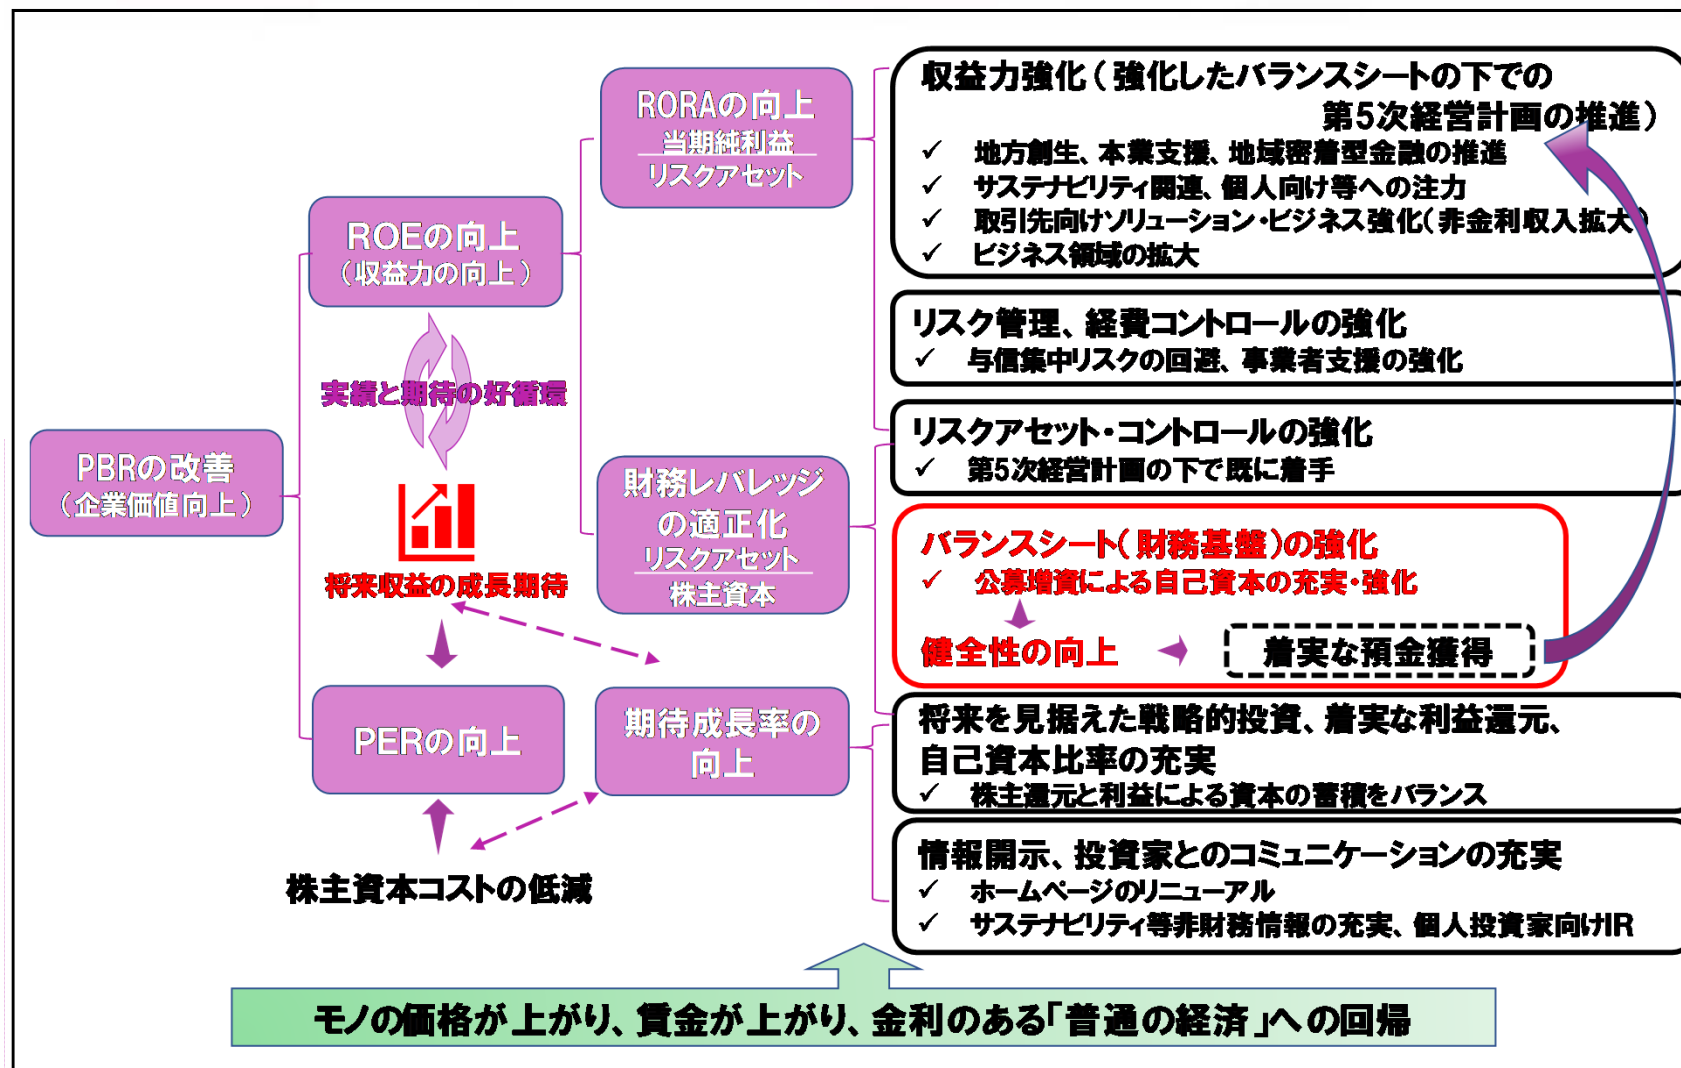 PBRの改善
(企業価値向上)
ROEの向上
(収益力の向上)
実績と期待の好循環
将来収益の成長期待
PERの向上
株主資本コストの低減
RORAの向上
当期純利益
リスクアセット
財務レバレッジ
の適正化
リスクアセット
株主資本
期待成長率の
向上
収益力強化(強化したバランスシートの下での
第5次経営計画の推進)
✓ 地方創生、本業支援、地域密着型金融の推進
✓ サステナビリティ関連、個人向け等への注力
✓ 取引先向けソリューション・ビジネス強化(非金利収入拡大)
✓ ビジネス領域の拡大
リスク管理、経費コントロールの強化
✓ 与信集中リスクの回避、事業者支援の強化
リスクアセット・コントロールの強化
✓ 第5次経営計画の下で既に着手
バランスシート(財務基盤)の強化
✓ 公募増資による自己資本の充実・強化
健全性の向上
着実な預金獲得
将来を見据えた戦略的投資、着実な利益還元、
自己資本比率の充実
✓ 株主還元と利益による資本の蓄積をバランス
情報開示、投資家とのコミュニケーションの充実
✓ ホームページのリニューアル
✓ サステナビリティ等非財務情報の充実、個人投資家向けIR
モノの価格が上がり、賃金が上がり、金利のある「普通の経済」への回帰